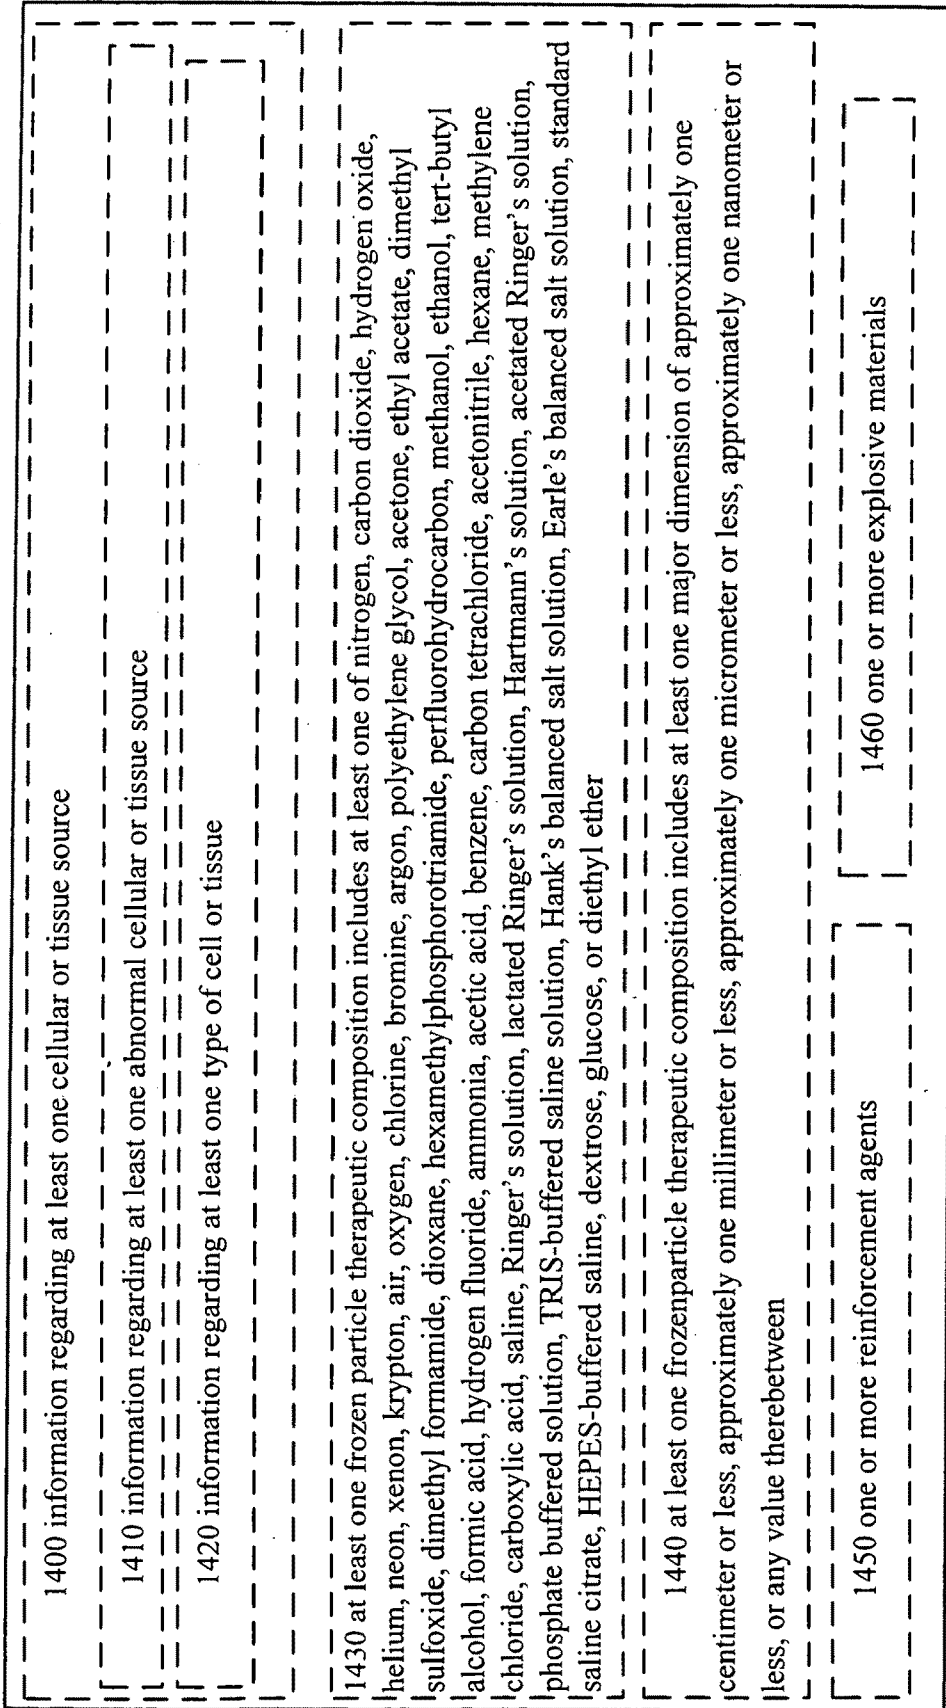 1400 information regarding at least one cellular or tissue source
1410 information regarding at least one abnormal cellular or tissue source
1420 information regarding at least one type of cell or tissue
1430 at least one frozen particle therapeutic composition includes at least one of nitrogen, carbon dioxide, hydrogen oxide,
helium, neon, xenon, krypton, air, oxygen, chlorine, bromine, argon, polyethylene glycol, acetone, ethyl acetate, dimethyl
sulfoxide, dimethyl formamide, dioxane, hexamethylphosphorotriamide, perfluorohydrocarbon, methanol, ethanol, tert-butyl
alcohol, formic acid, hydrogen fluoride, ammonia, acetic acid, benzene, carbon tetrachloride, acetonitrile, hexane, methylene
chloride, carboxylic acid, saline, Ringer's solution, lactated Ringer's solution, Hartmann's solution, acetated Ringer's solution,
phosphate buffered solution, TRIS-buffered saline solution, Hank's balanced salt solution, Earle's balanced salt solution, standard
saline citrate, HEPES-buffered saline, dextrose, glucose, or diethyl ether
1440 at least one frozenparticle therapeutic composition includes at least one major dimension of approximately one
centimeter or less, approximately one millimeter or less, approximately one micrometer or less, approximately one nanometer or
less, or any value therebetween
1450 one or more reinforcement agents
1460 one or more explosive materials